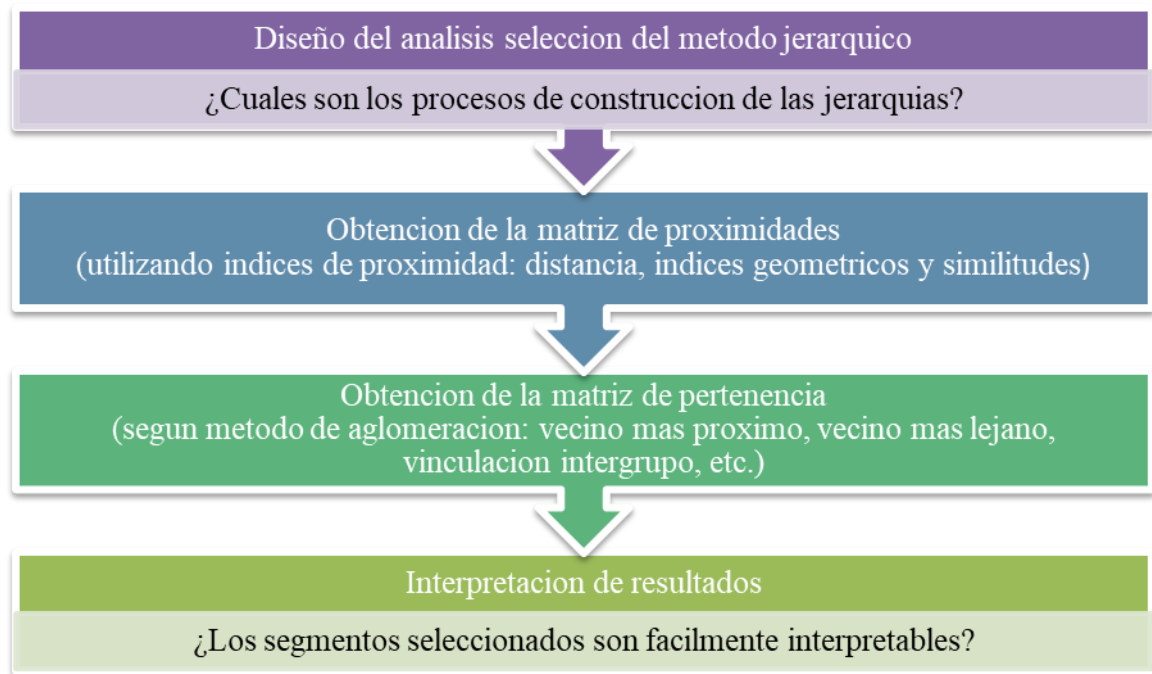 Diseño del analisis seleccion del metodo jerarquico
¿Cuales son los procesos de construccion de las jerarquias?
Obtencion de la matriz de proximidades
(utilizando indices de proximidad: distancia, indices geometricos y similitudes)
Obtencion de la matriz de pertenencia
(segun metodo de aglomeracion: vecino mas proximo, vecino mas lejano,
vinculacion intergrupo, etc.)
Interpretacion de resultados
¿Los segmentos seleccionados son facilmente interpretables?